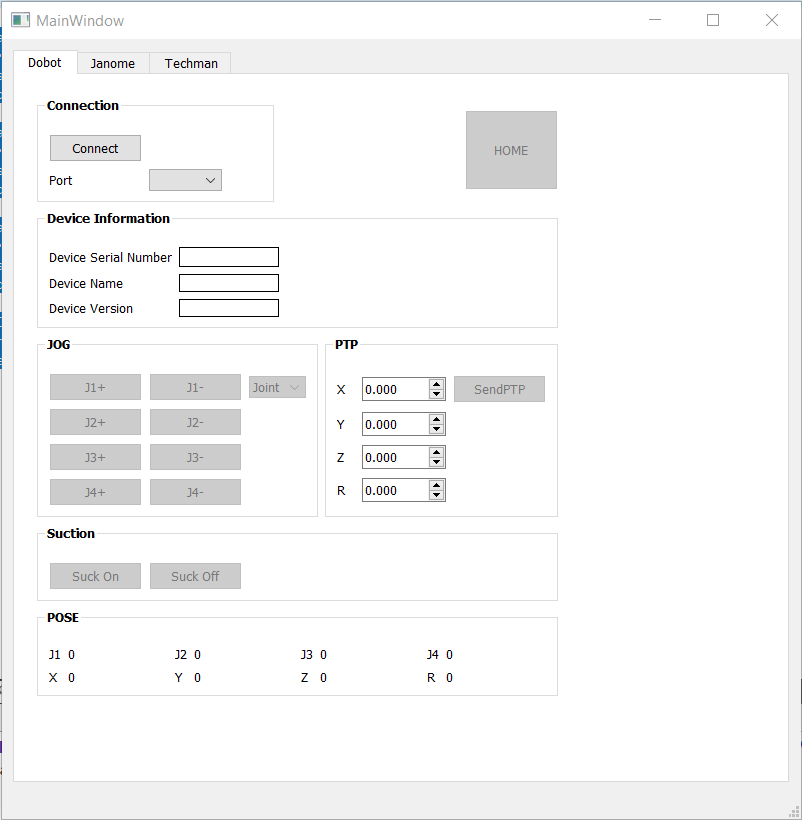 MainWindow
Dobot Janome Techman
Connection
Connect
HOME
Port
Device Information
Device Serial Number
Device Name
Device Version
JOG PTP
J1+ J1- Joint X 0.000 SendPTP
J2+ J2- Y 0.000
J3+ J3- Z 0.000
J4+ J4- R 0.000
Suction
Suck On Suck Off
POSE
J1 0 J2 0 J3 0 J4 0
X 0 Y 0 Z 0 R 0